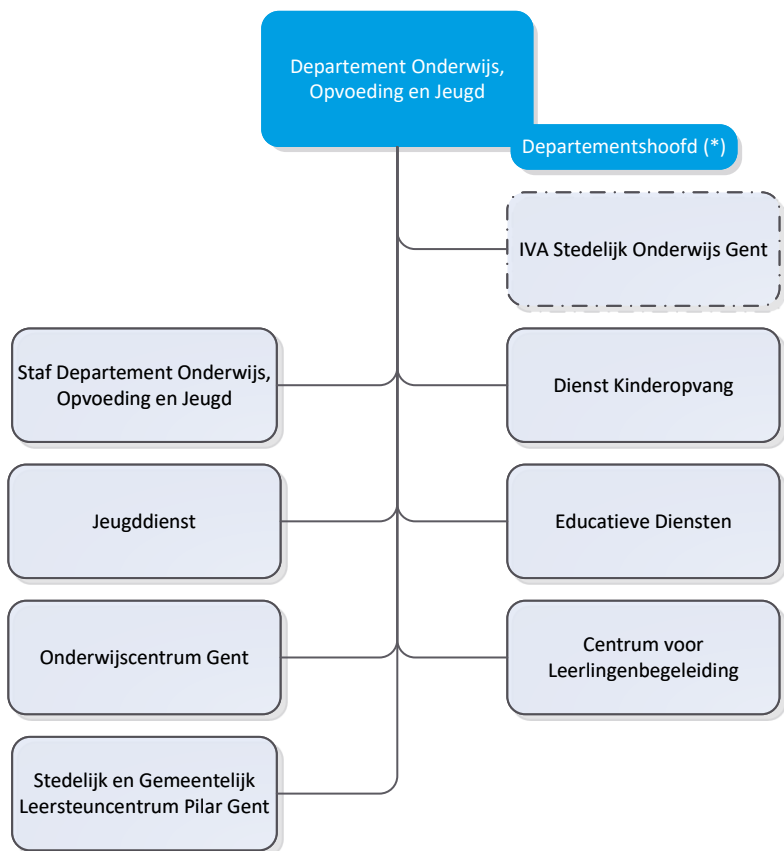 Departement Onderwijs,
Opvoeding en Jeugd
Departementshoofd (*)
IVA Stedelijk Onderwijs Gent
Staf Departement Onderwijs,
Opvoeding en Jeugd
Dienst Kinderopvang
Jeugddienst
Educatieve Diensten
Onderwijscentrum Gent
Centrum voor
Leerlingenbegeleiding
Stedelijk en Gemeentelijk
Leersteuncentrum Pilar Gent